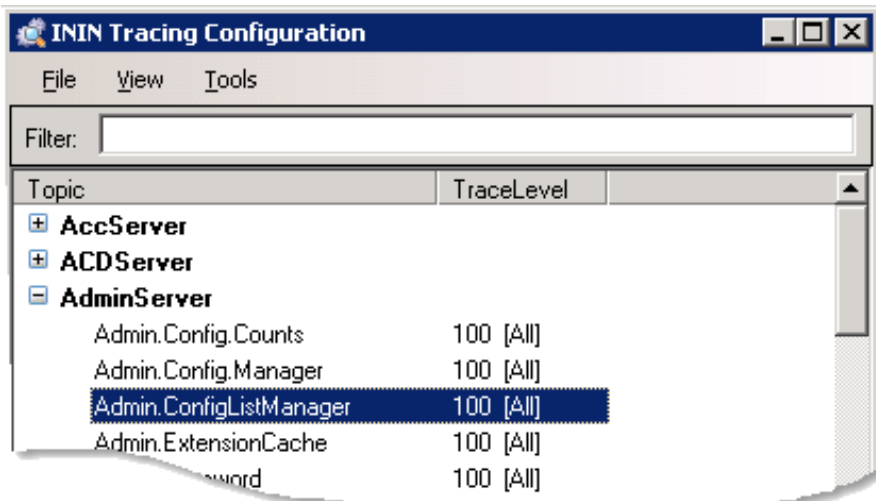 ININ Tracing Configuration
File View Tools
Filter:
Topic TraceLevel
AccServer
ACDServer
AdminServer
Admin.Config.Counts 100 [All]
Admin.Config.Manager 100 [All]
Admin.ConfigListManager 100 [All]
Admin.ExtensionCache 100 [All]
100 [All]